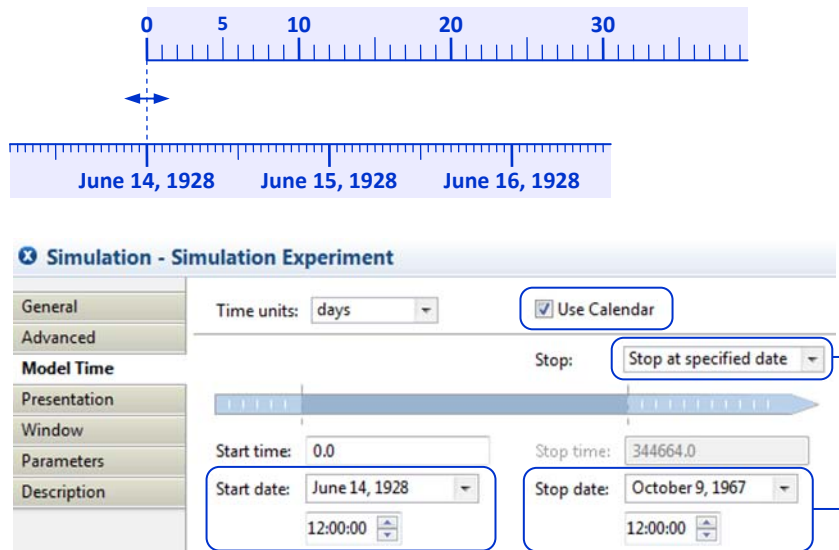 0 5 10 20 30
June 14, 1928 June 15, 1928 June 16, 1928
Simulation - Simulation Experiment
General
Advanced
Model Time
Presentation
Window
Parameters
Description
Time units: days
Use Calendar
Stop: Stop at specified date
Start time: 0.0
Stop time: 344664.0
Start date: June 14, 1928
Stop date: October 9, 1967
12:00:00
12:00:00